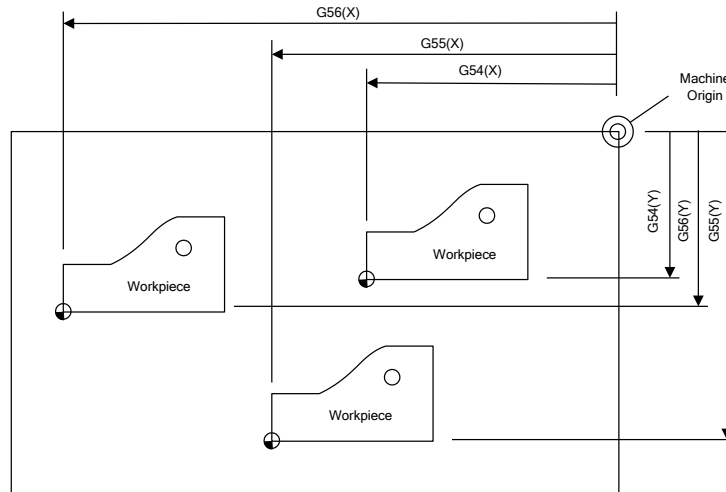 G56(X)
G55(X)
G54(X)
Machine
Origin
G54(Y)
G56(Y)
G55(Y)
Workpiece
Workpiece
Workpiece